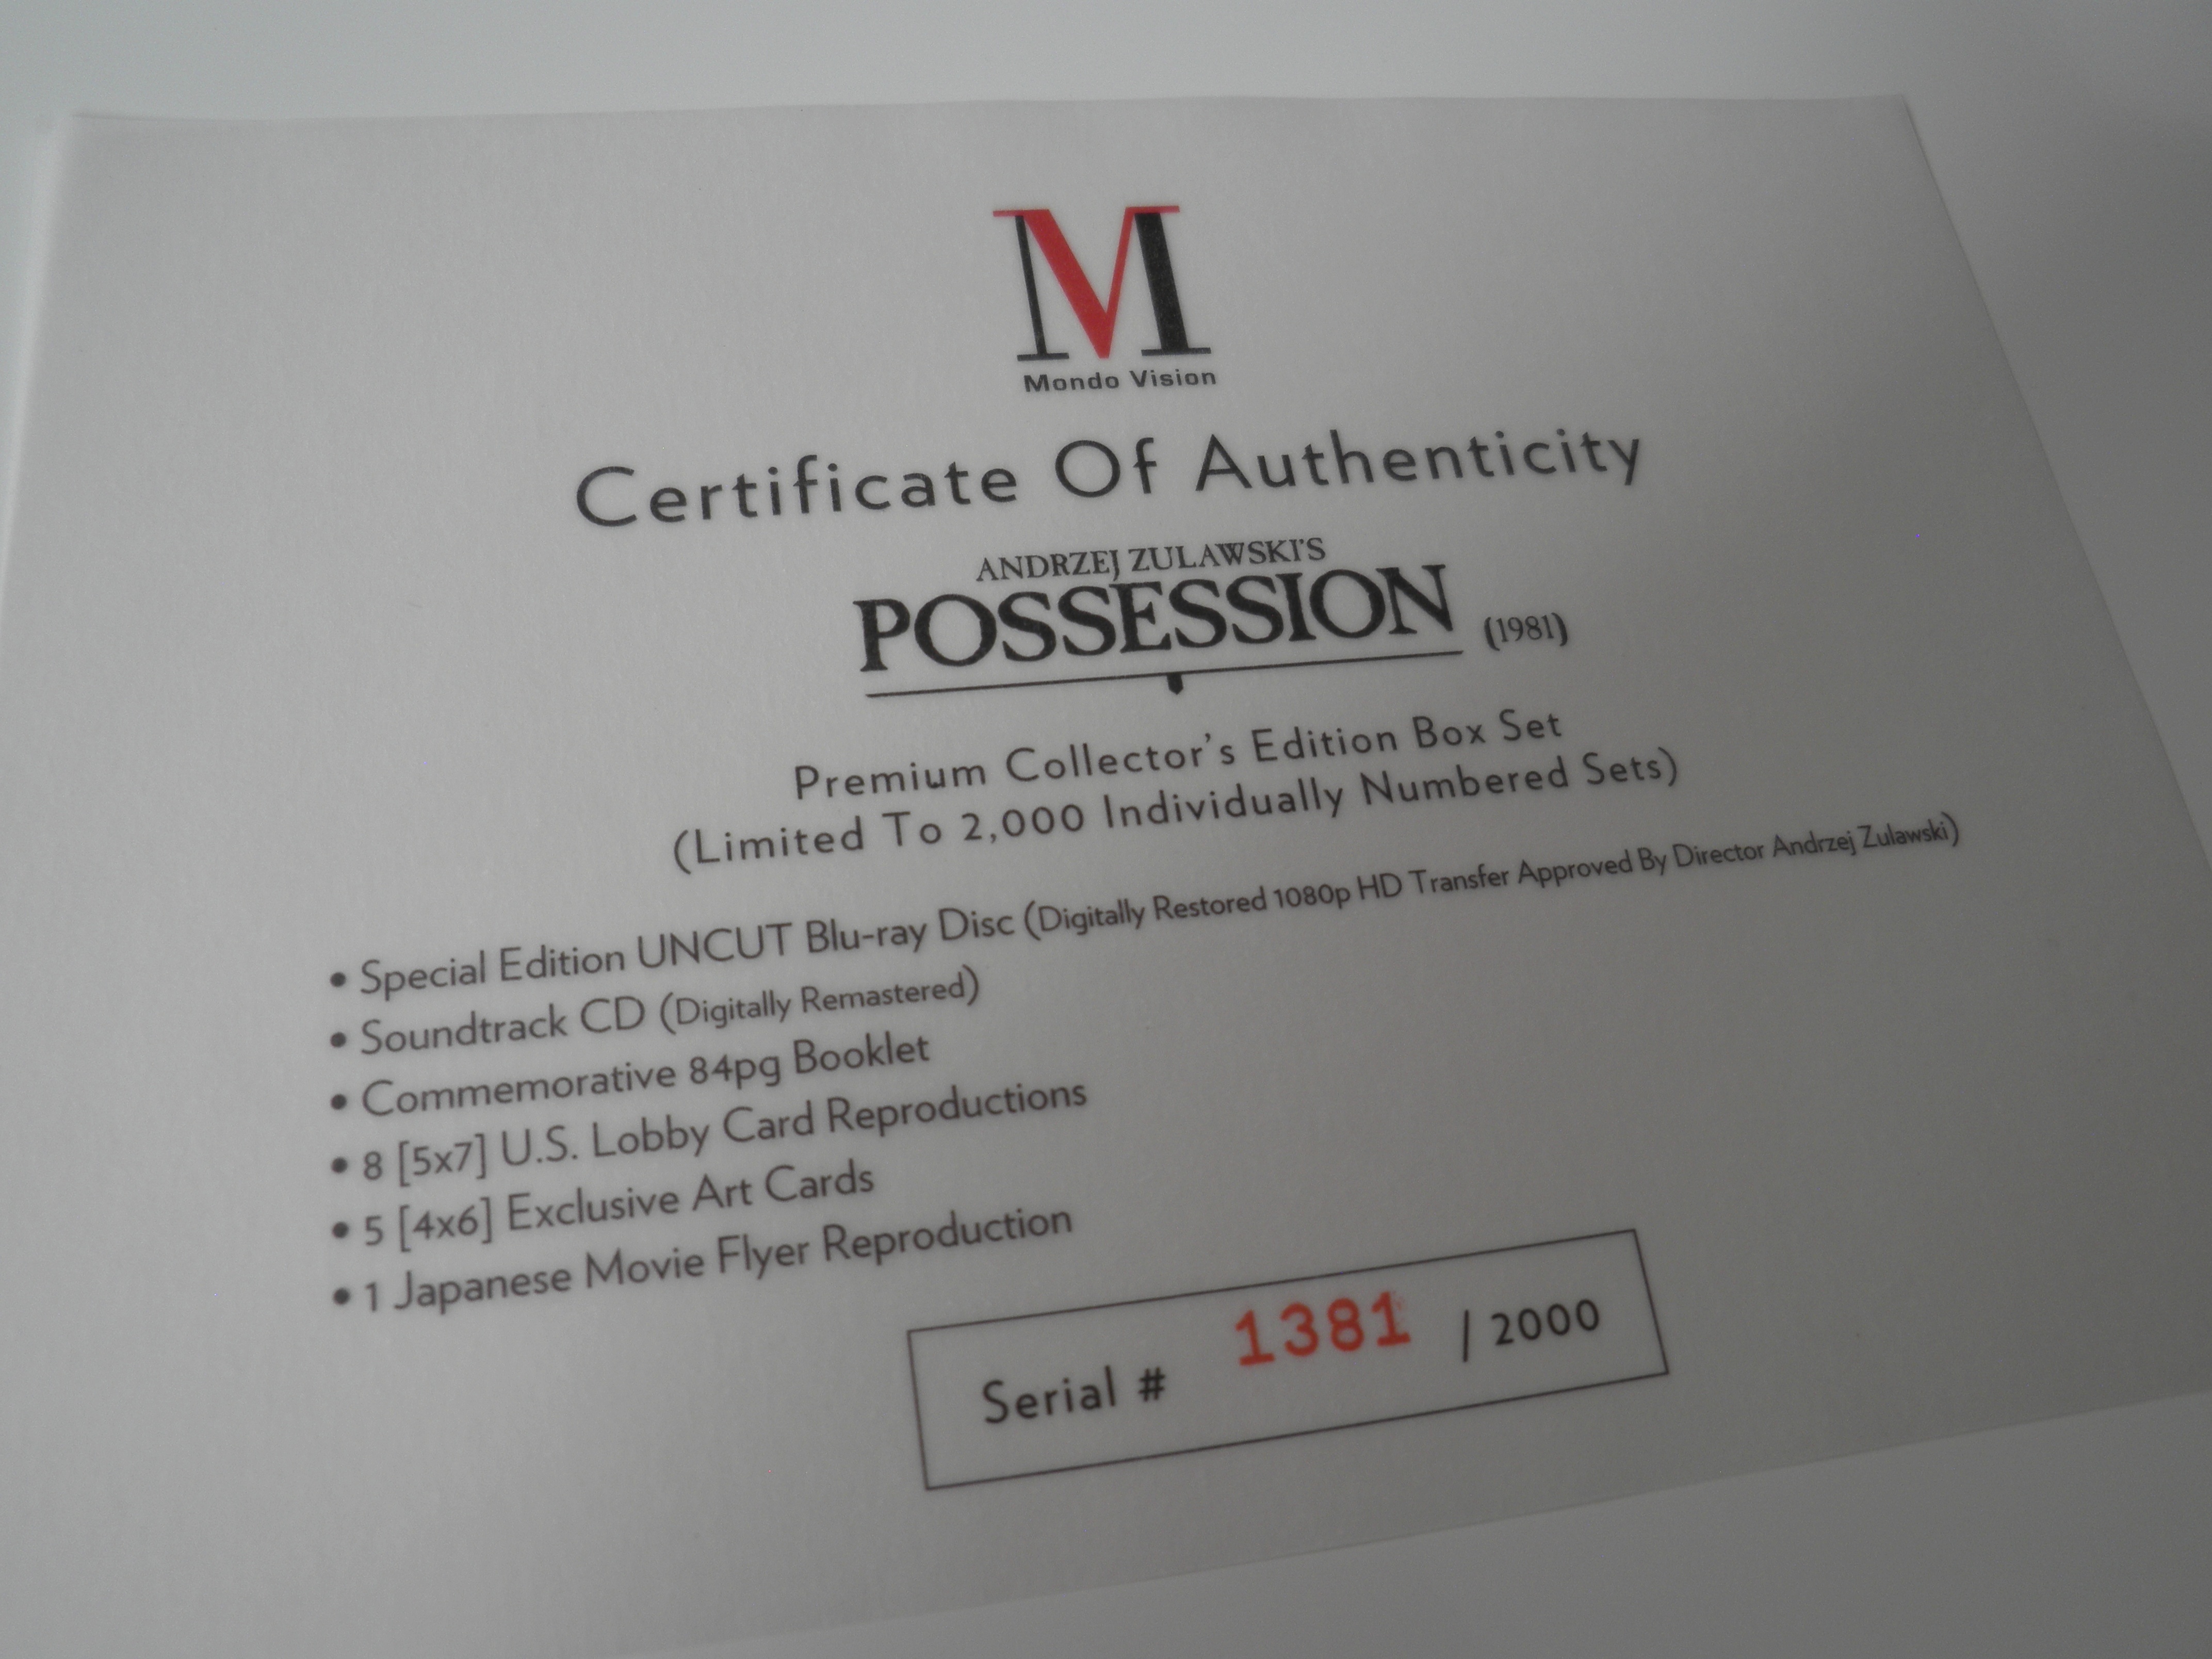 M
Mondo Vision
Certificate Of Authenticity
ANDRZEJ ZULAWSKI'S
POSSESSION (1981)
Premium Collector's Edition Box Set
(Limited To 2,000 Individually Numbered Sets)
• Special Edition UNCUT Blu-ray Disc (Digitally Restored 1080p HD Transfer Approved By Director Andrzej Zulawski)
• Soundtrack CD (Digitally Remastered)
• Commemorative 84pg Booklet
• 8 [5x7] U.S. Lobby Card Reproductions
• 5 [4x6] Exclusive Art Cards
• 1 Japanese Movie Flyer Reproduction
Serial # 1381 / 2000